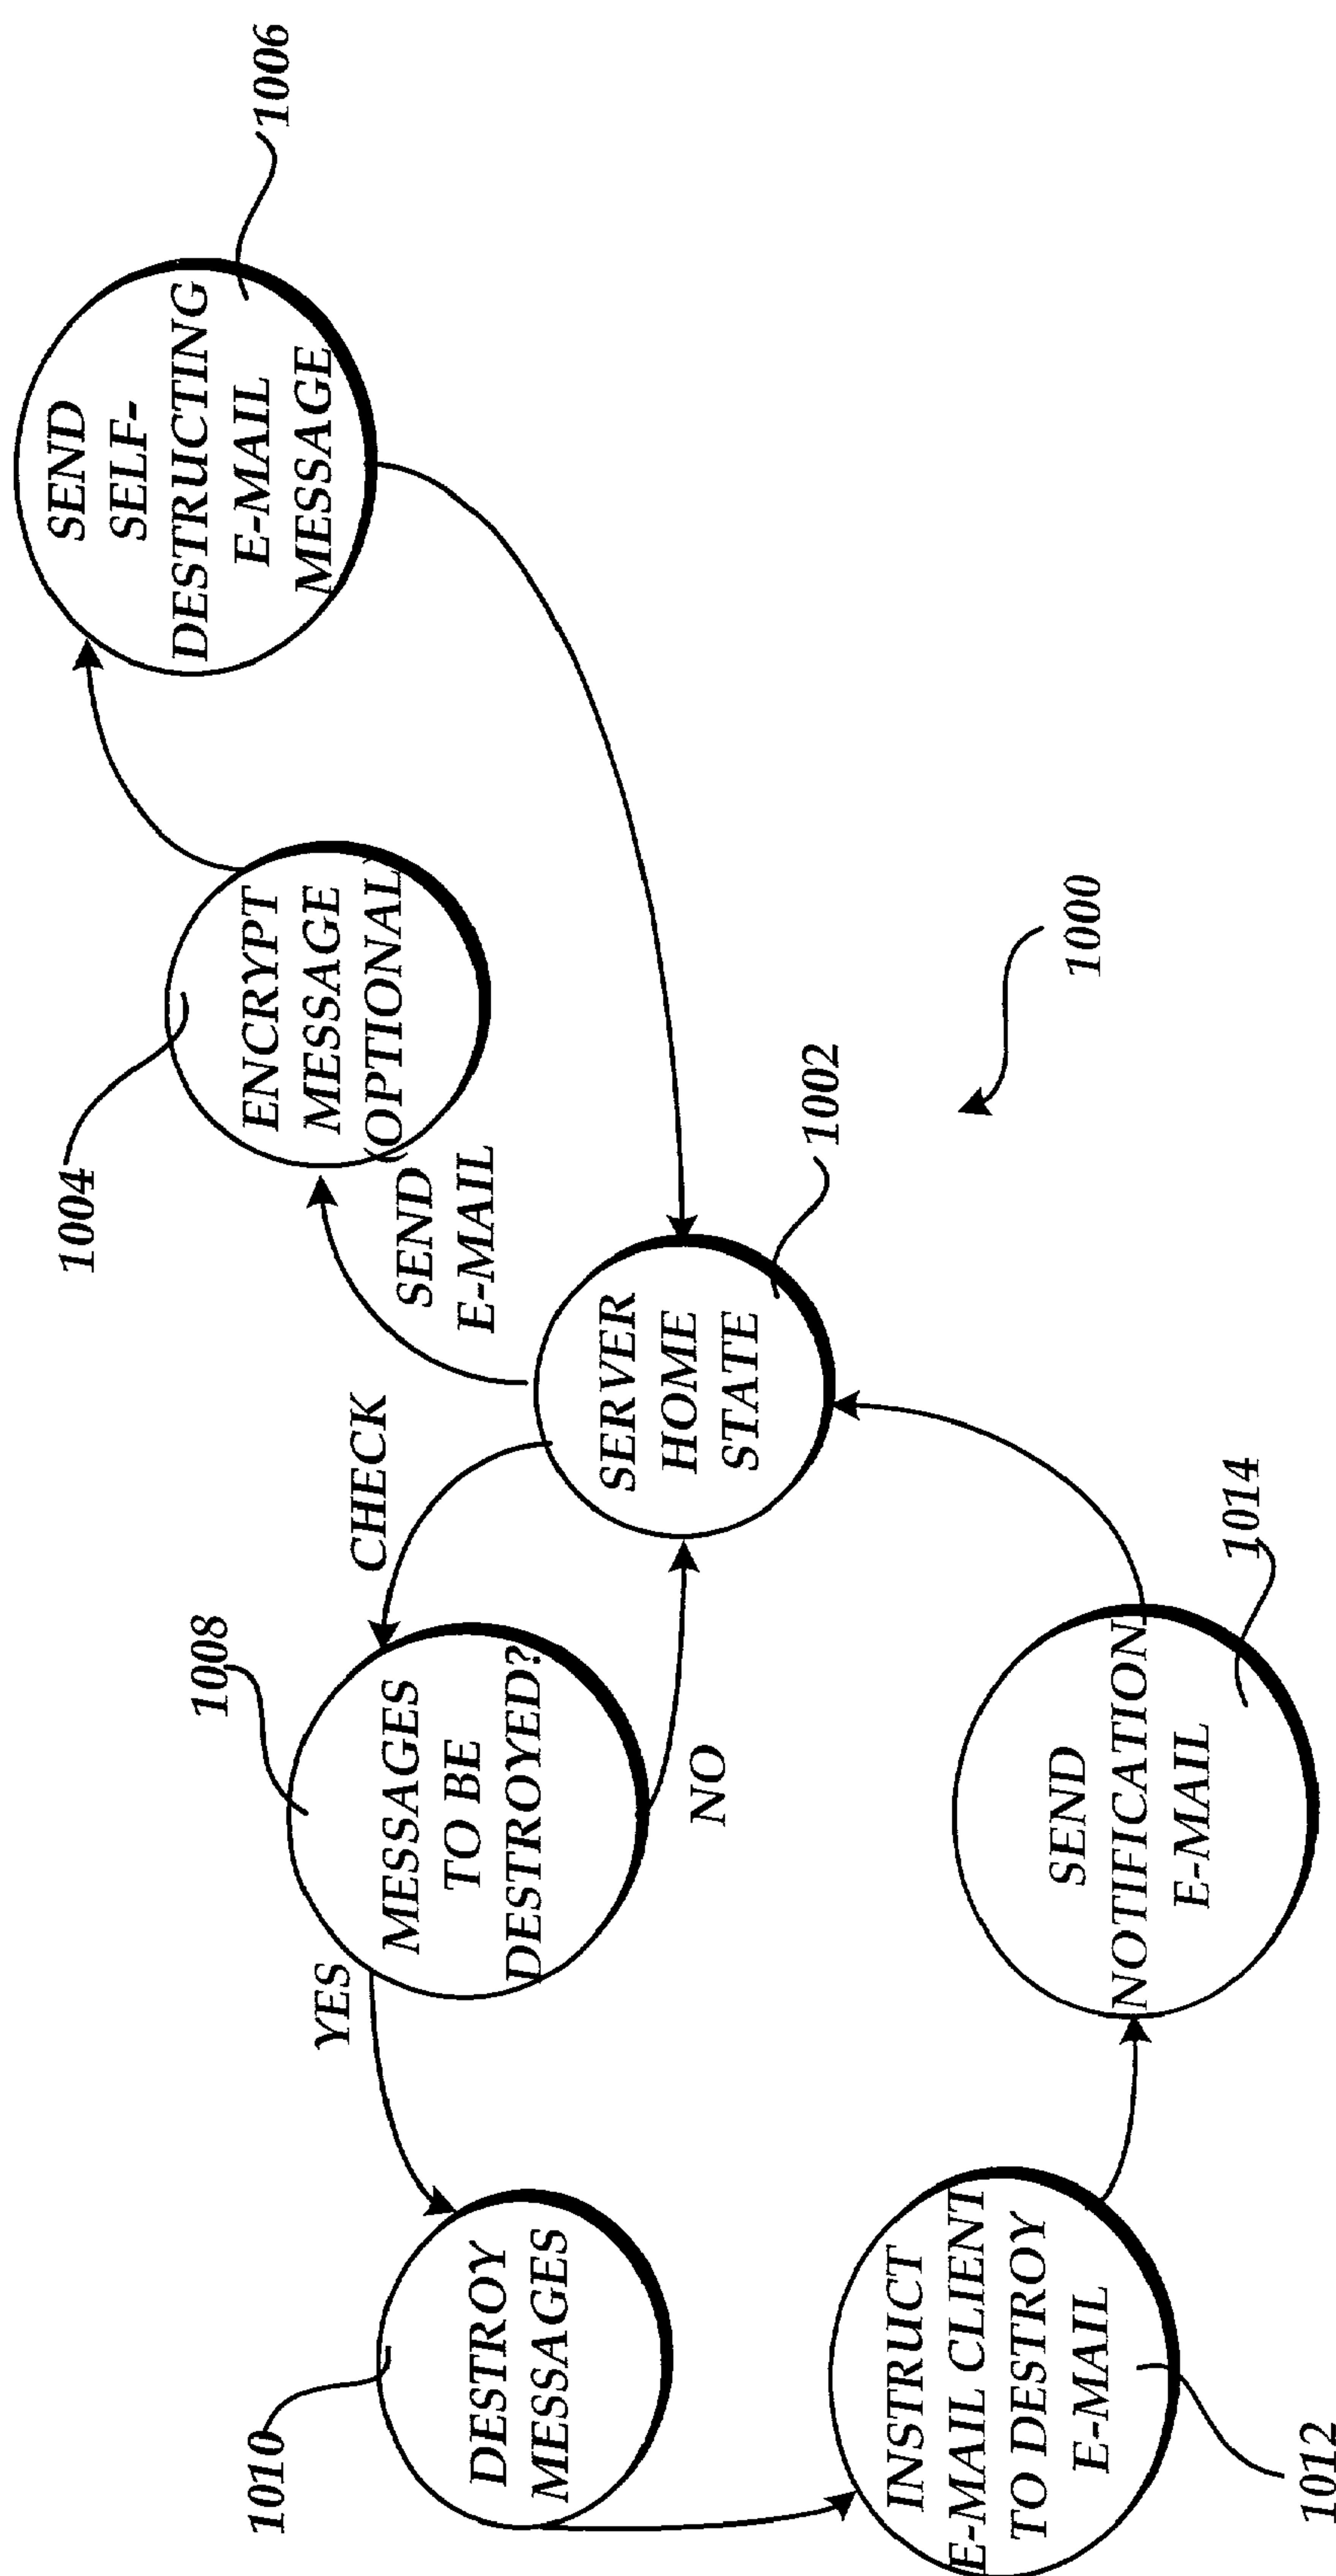 1010
DESTROY
MESSAGES
YES
1008
MESSAGES
TO BE
DESTROYED?
CHECK
NO
1004
ENCRYPT
MESSAGE
(OPTIONAL)
SEND
E-MAIL
SEND
SELF-
DESTRUCTING
E-MAIL
MESSAGE
1006
SERVER
HOME
STATE
1002
INSTRUCT
E-MAIL CLIENT
TO DESTROY
E-MAIL
1012
SEND
NOTIFICATION
E-MAIL
1014
1000